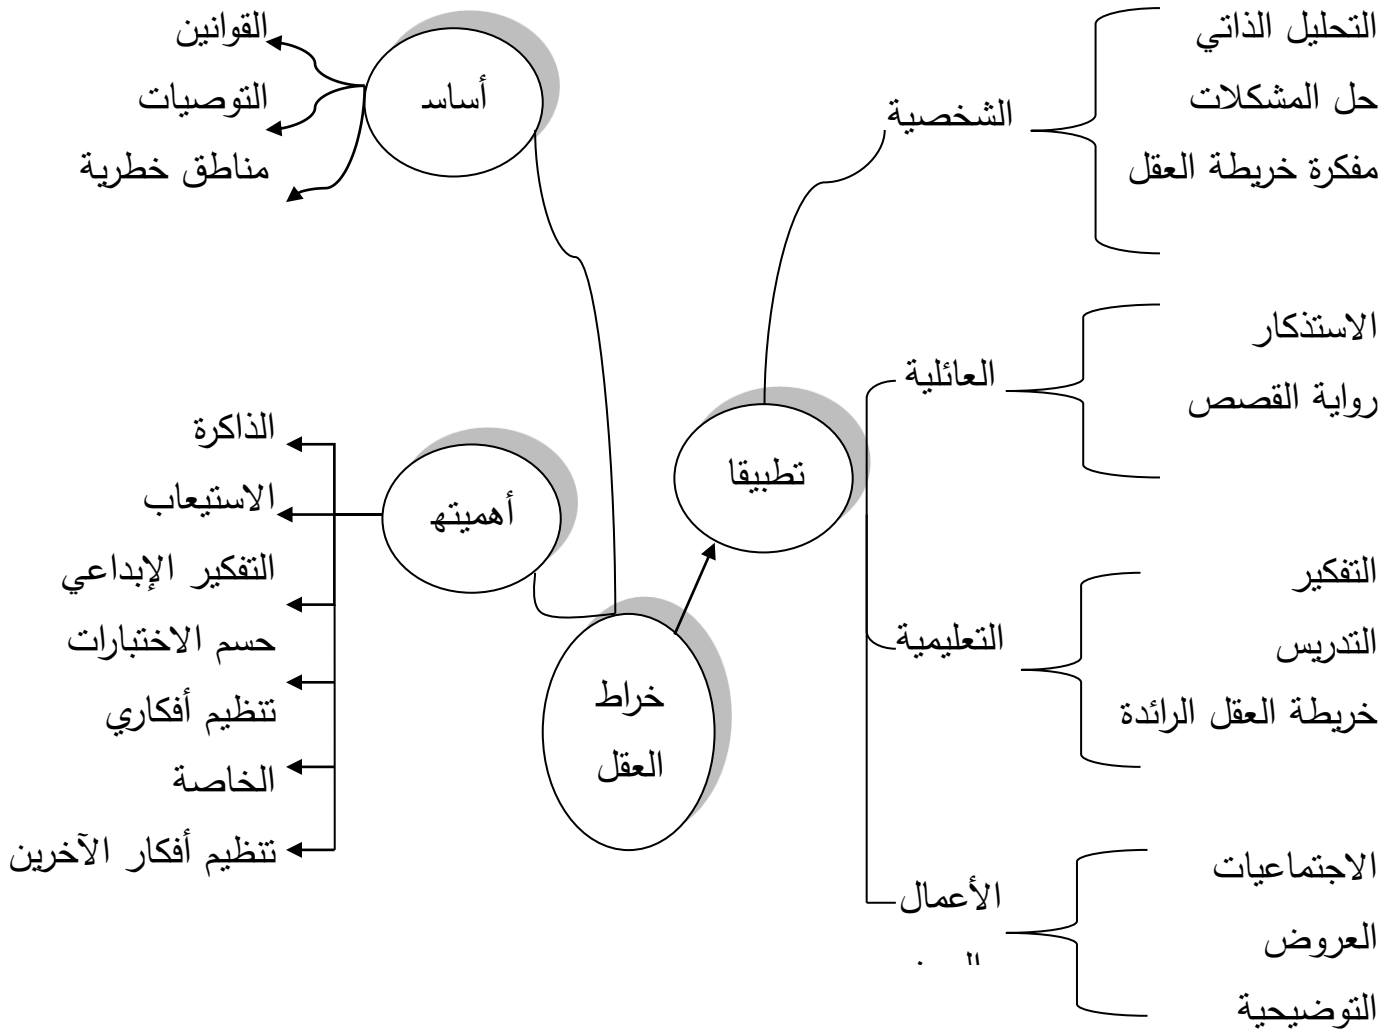 التحليل الذاتي
حل المشكلات
مفكرة خريطة العقل
الشخصية
القوانين
التوصيات
مناطق خطرية
أساسـ
الاستذكار
رواية القصص
العائلية
تطبيقا
أهميتهـ
الذاكرة
الاستيعاب
التفكير الإبداعي
حسم الاختبارات
تنظيم أفكاري
الخاصة
تنظيم أفكار الآخرين
التفكير
التدريس
خريطة العقل الرائدة
التعليمية
خراط
العقل
الاجتماعيات
العروض
التوضيحية
الأعمال